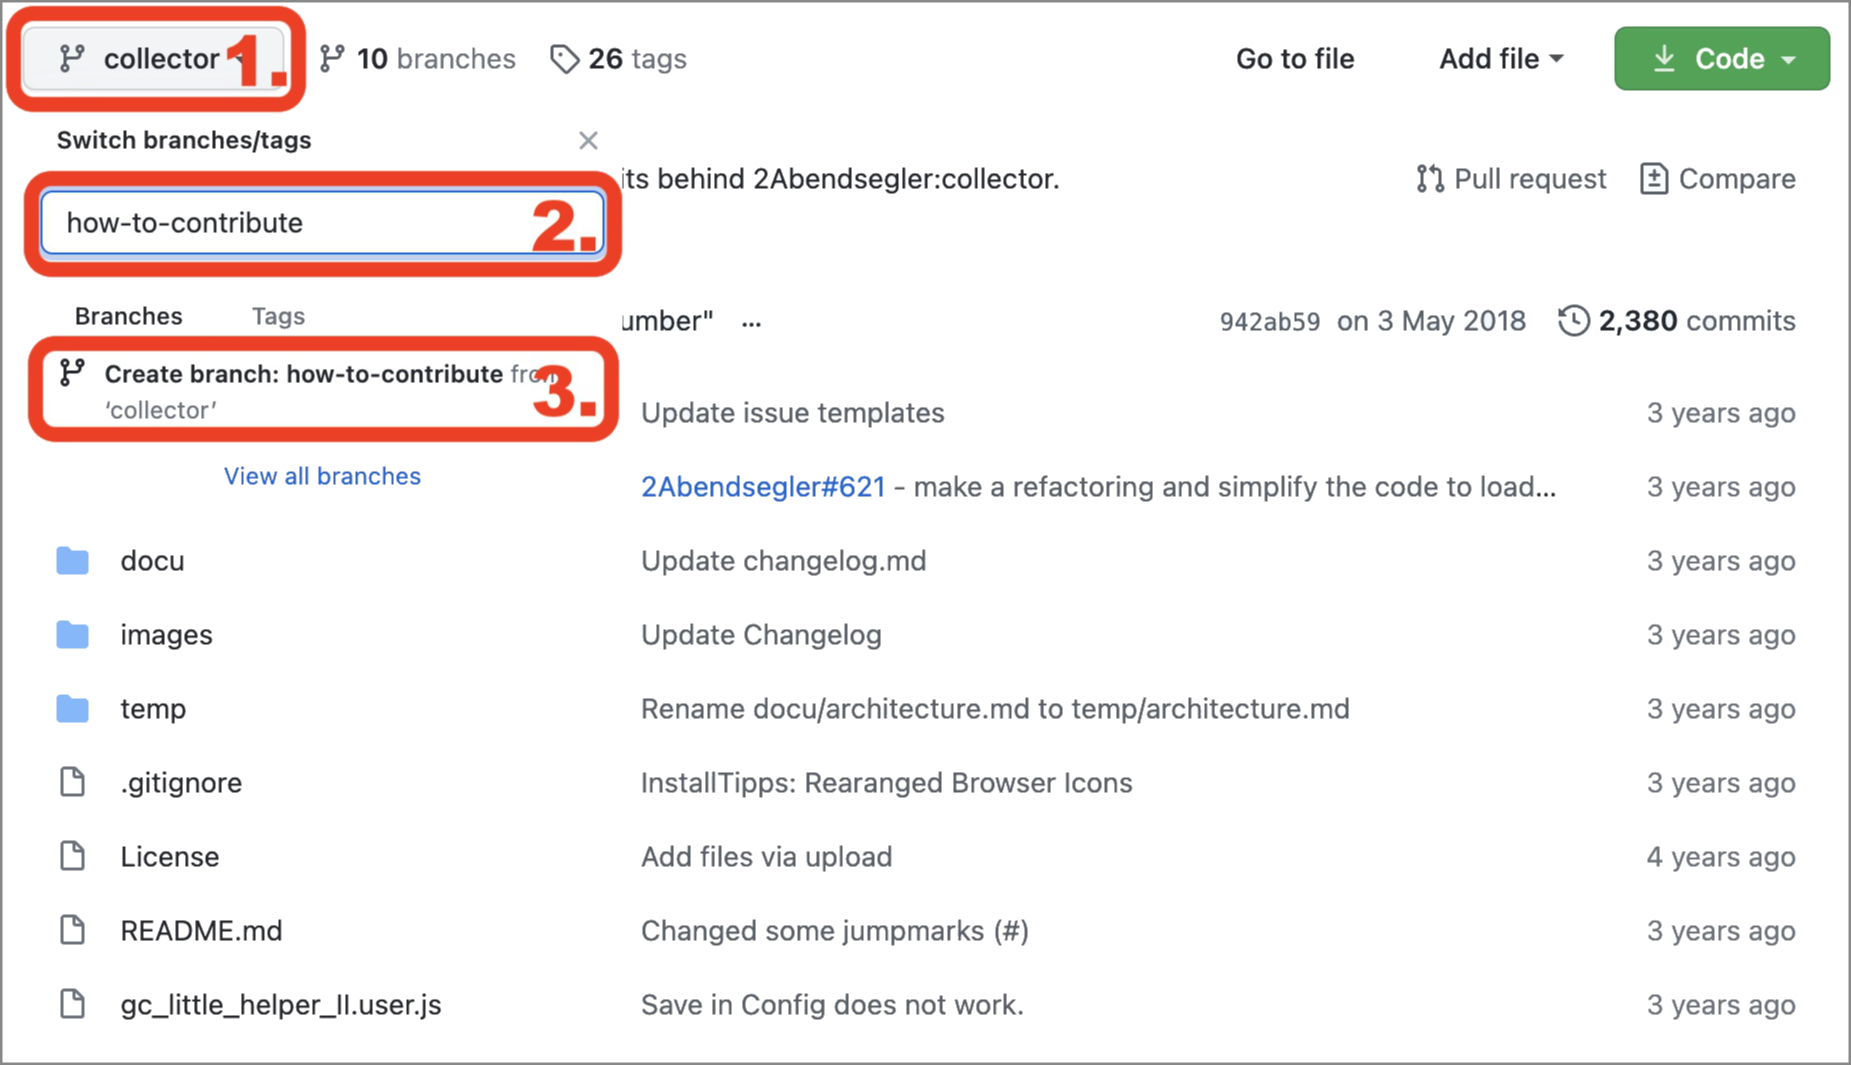 collector 1. 10 branches 26 tags Go to file Add file Code
Switch branches/tags
its behind 2Abendsegler:collector. Pull request Compare
how-to-contribute 2.
Branches Tags
umber" ... 942ab59 on 3 May 2018 2,380 commits
Create branch: how-to-contribute from 3.
‘collector’
Update issue templates 3 years ago
View all branches
2Abendsegler#621 - make a refactoring and simplify the code to load... 3 years ago
docu Update changelog.md 3 years ago
images Update Changelog 3 years ago
temp Rename docu/architecture.md to temp/architecture.md 3 years ago
.gitignore InstallTipps: Rearanged Browser Icons 3 years ago
License Add files via upload 4 years ago
README.md Changed some jumpmarks (#) 3 years ago
gc_little_helper_II.user.js Save in Config does not work. 3 years ago